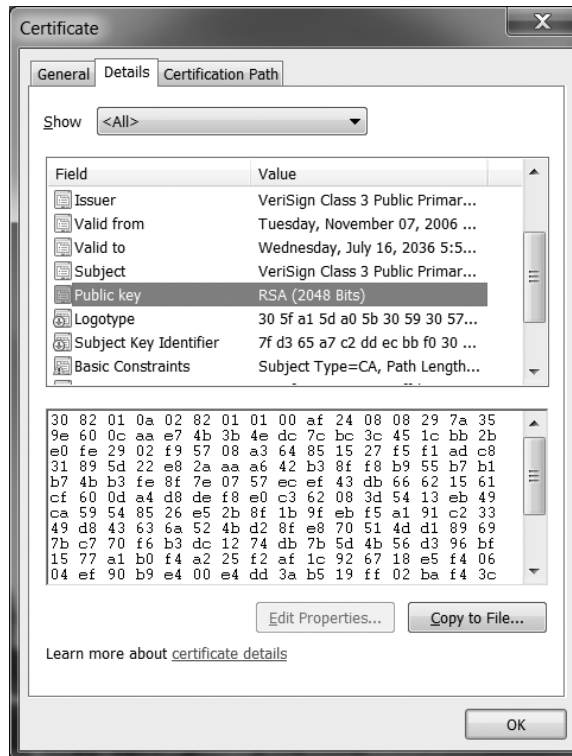 Certificate
General Details Certification Path
Show <All>
Field Value
Issuer VeriSign Class 3 Public Primar...
Valid from Tuesday, November 07, 2006 ...
Valid to Wednesday, July 16, 2036 5:5...
Subject VeriSign Class 3 Public Primar...
Public key RSA (2048 Bits)
Logotype 30 5f a1 5d a0 5b 30 59 30 57...
Subject Key Identifier 7f d3 65 a7 c2 dd ec bb f0 30 ...
Basic Constraints Subject Type=CA, Path Length...
30 82 01 0a 02 82 01 01 00 af 24 08 08 29 7a 35
9e 60 0c aa e7 4b 3b 4e dc 7c bc 3c 45 1c bb 2b
e0 fe 29 02 f9 57 08 a3 64 85 15 27 f5 f1 ad c8
31 89 5d 22 e8 2a aa a6 42 b3 8f f8 b9 55 b7 b1
b7 4b b3 fe 8f 7e 07 57 ec ef 43 db 66 62 15 61
cf 60 0d a4 d8 de f8 e0 c3 62 08 3d 54 13 eb 49
ca 59 54 85 26 e5 2b 8f 1b 9f eb f5 a1 91 c2 33
49 d8 43 63 6a 52 4b d2 8f e8 70 51 4d d1 89 69
7b c7 70 f6 b3 dc 12 74 db 7b 5d 4b 56 d3 96 bf
15 77 a1 b0 f4 a2 25 f2 af 1c 92 67 18 e5 f4 06
04 ef 90 b9 e4 00 e4 dd 3a b5 19 ff 02 ba f4 3c
Edit Properties... Copy to File...
Learn more about certificate details
OK